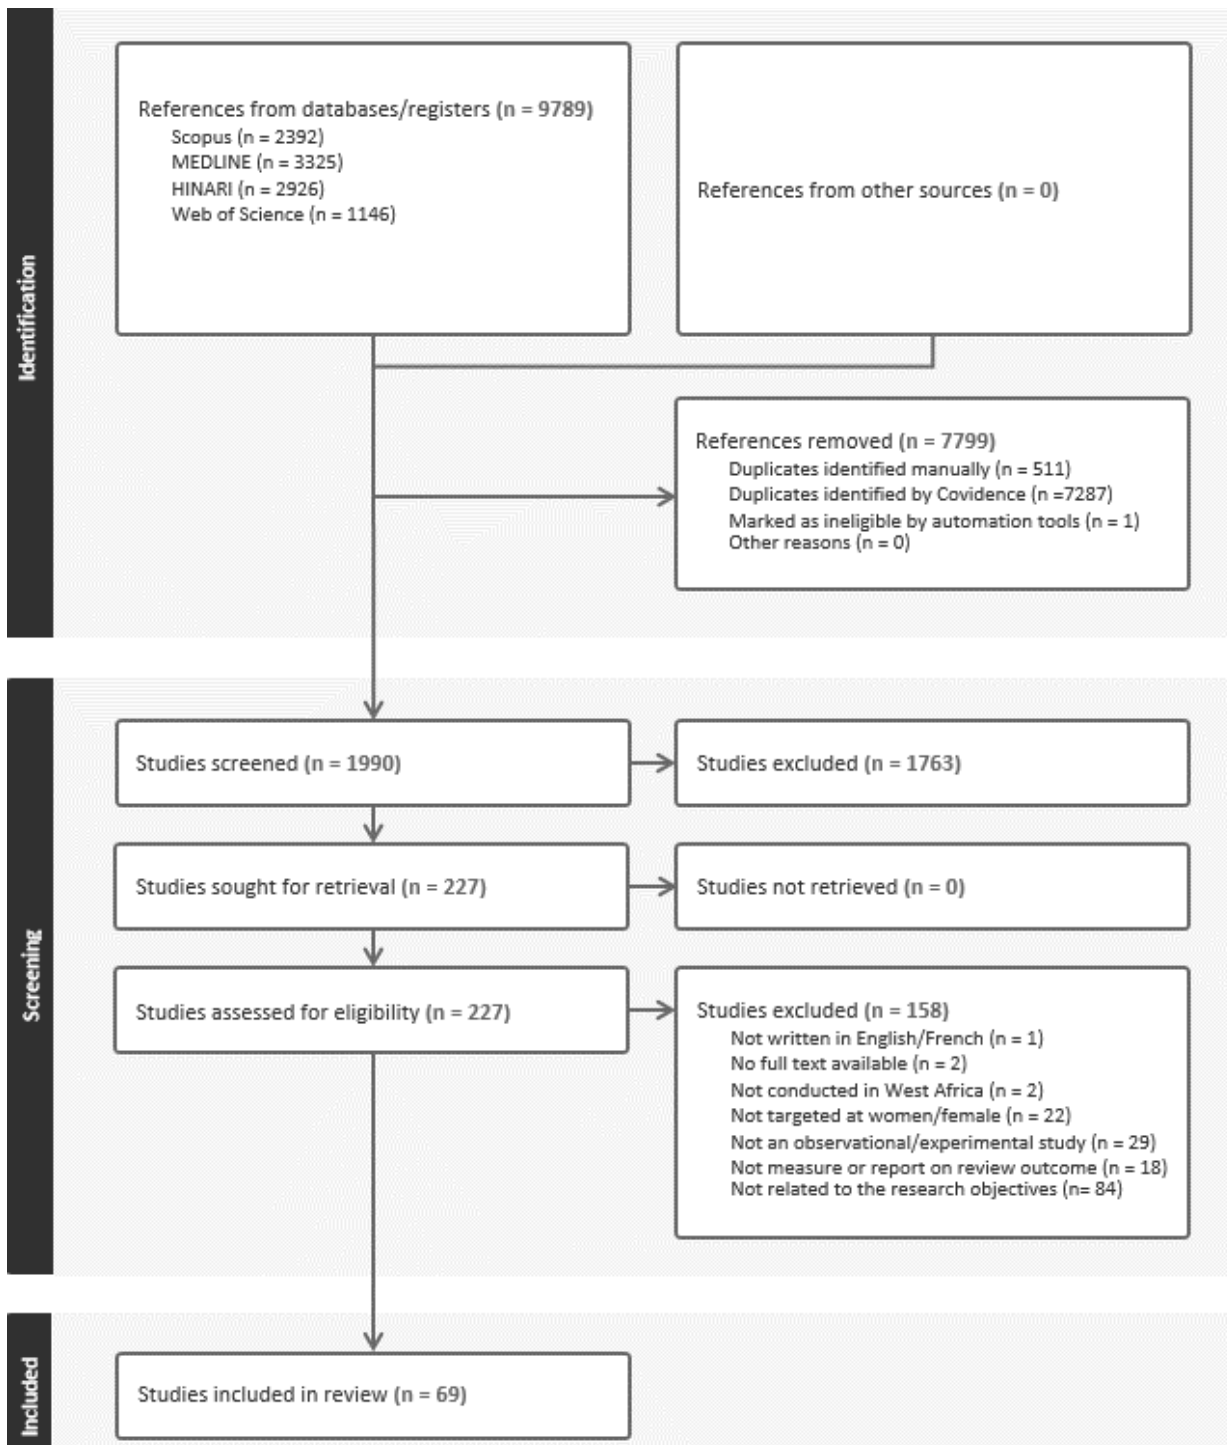 Identification
References from databases/registers (n = 9789)
Scopus (n = 2392)
MEDLINE (n = 3325)
HINARI (n = 2926)
Web of Science (n = 1146)
References from other sources (n = 0)
References removed (n = 7799)
Duplicates identified manually (n = 511)
Duplicates identified by Covidence (n =7287)
Marked as ineligible by automation tools (n = 1)
Other reasons (n = 0)
Screening
Studies screened (n = 1990)
Studies excluded (n = 1763)
Studies sought for retrieval (n = 227)
Studies not retrieved (n = 0)
Studies assessed for eligibility (n = 227)
Studies excluded (n = 158)
Not written in English/French (n = 1)
No full text available (n = 2)
Not conducted in West Africa (n = 2)
Not targeted at women/female (n = 22)
Not an observational/experimental study (n = 29)
Not measure or report on review outcome (n = 18)
Not related to the research objectives (n= 84)
Included
Studies included in review (n = 69)